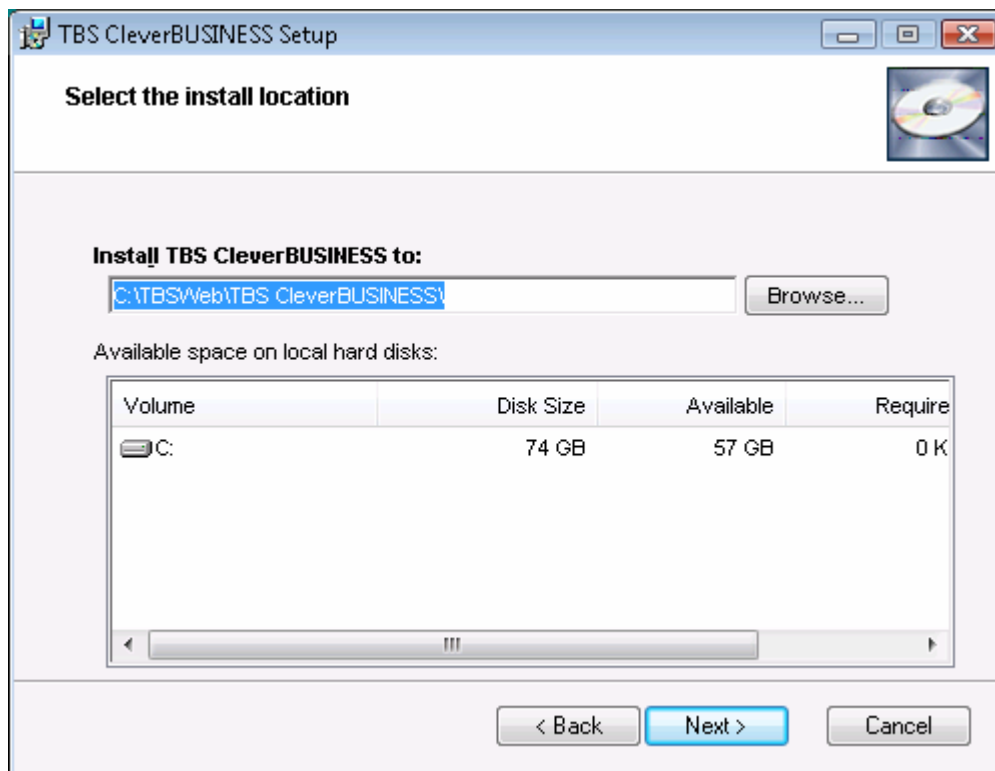 TBS CleverBUSINESS Setup
Select the install location
Install TBS CleverBUSINESS to:
C:\TBSWeb\TBS CleverBUSINESS\
Browse...
Available space on local hard disks:
Volume Disk Size Available Require
C: 74 GB 57 GB 0 K
< Back Next > Cancel